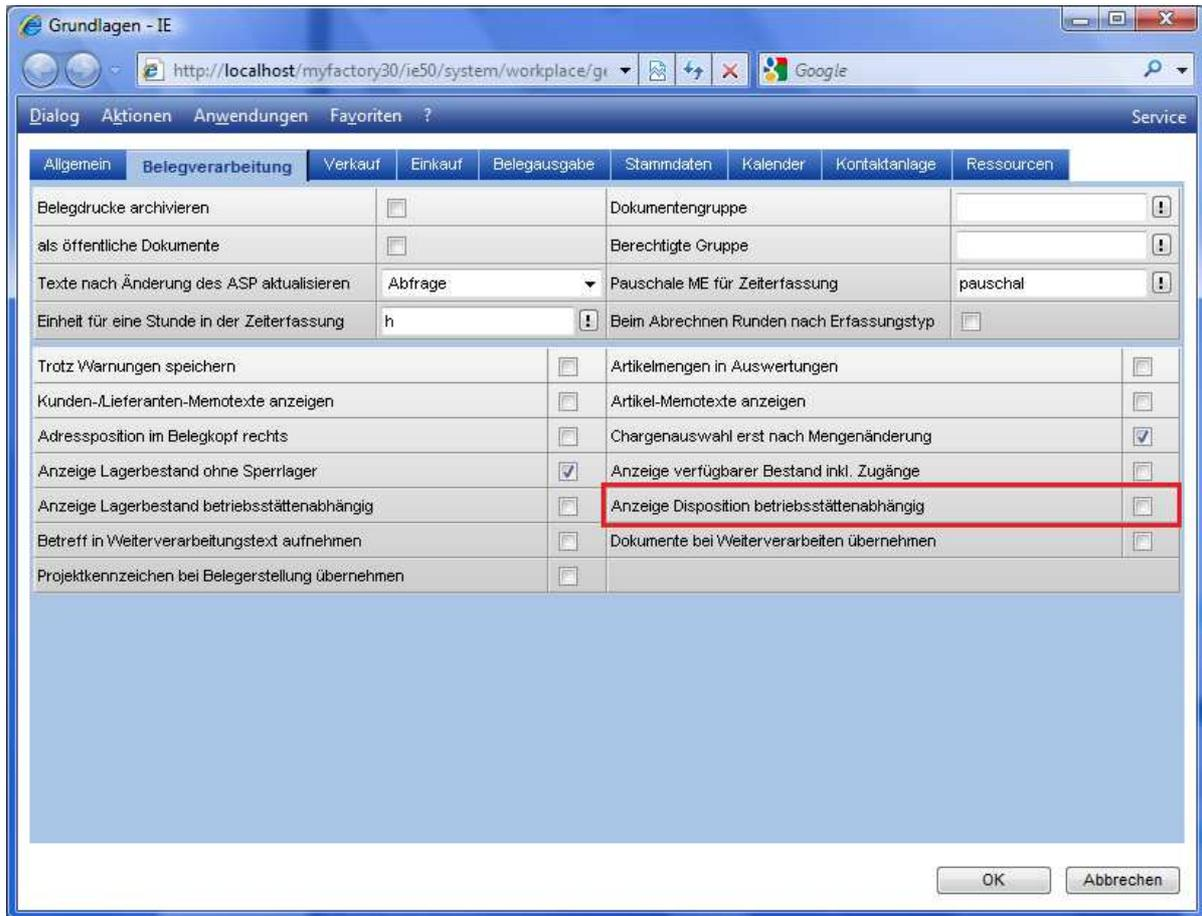 Grundlagen - IE
http://localhost/myfactory30/ie50/system/workplace/ge
Google
Dialog Aktionen Anwendungen Favoriten ? Service
Allgemein Belegverarbeitung Verkauf Einkauf Belegausgabe Stammdaten Kalender Kontaktanlage Ressourcen
Belegdrucke archivieren Dokumentengruppe !
als öffentliche Dokumente Berechtigte Gruppe !
Texte nach Änderung des ASP aktualisieren Abfrage Pauschale ME für Zeiterfassung pauschal !
Einheit für eine Stunde in der Zeiterfassung h ! Beim Abrechnen Runden nach Erfassungstyp
Trotz Warnungen speichern Artikelmengen in Auswertungen
Kunden-/Lieferanten-Memotexte anzeigen Artikel-Memotexte anzeigen
Adressposition im Belegkopf rechts Chargenauswahl erst nach Mengenänderung
Anzeige Lagerbestand ohne Sperrlager Anzeige verfügbarer Bestand inkl. Zugänge
Anzeige Lagerbestand betriebsstättenabhängig Anzeige Disposition betriebsstättenabhängig
Betreff in Weiterverarbeitungstext aufnehmen Dokumente bei Weiterverarbeiten übernehmen
Projektkennzeichen bei Belegerstellung übernehmen
OK Abbrechen